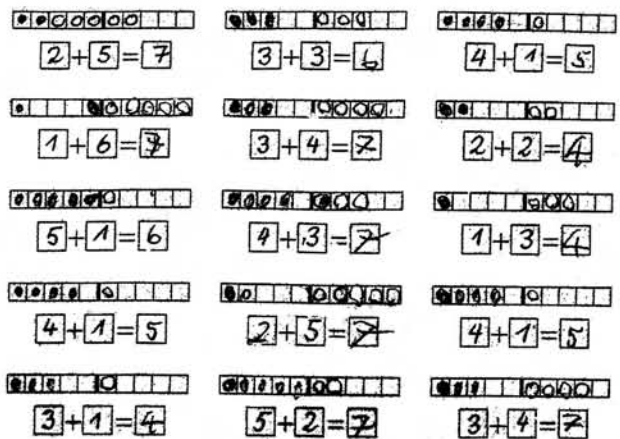 2+5=7 3+3=6 4+1=5
1+6=7 3+4=7 2+2=4
5+1=6 4+3=7 1+3=4
4+1=5 2+5=7 4+1=5
3+1=4 5+2=7 3+4=7